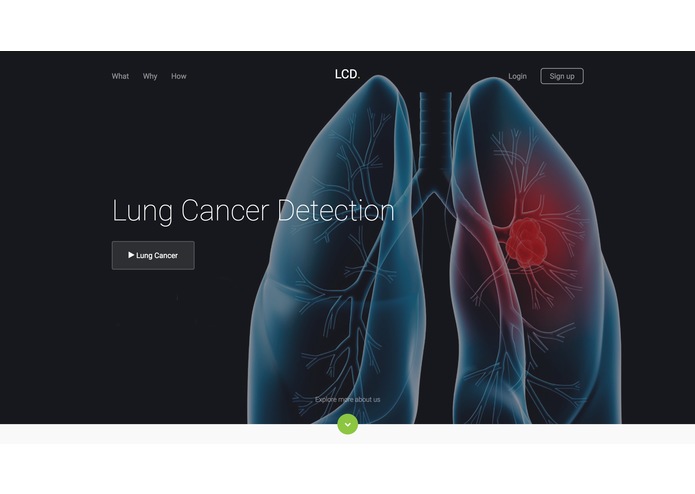 What Why How LCD. Login Sign up
Lung Cancer Detection
Lung Cancer
Explore more about us